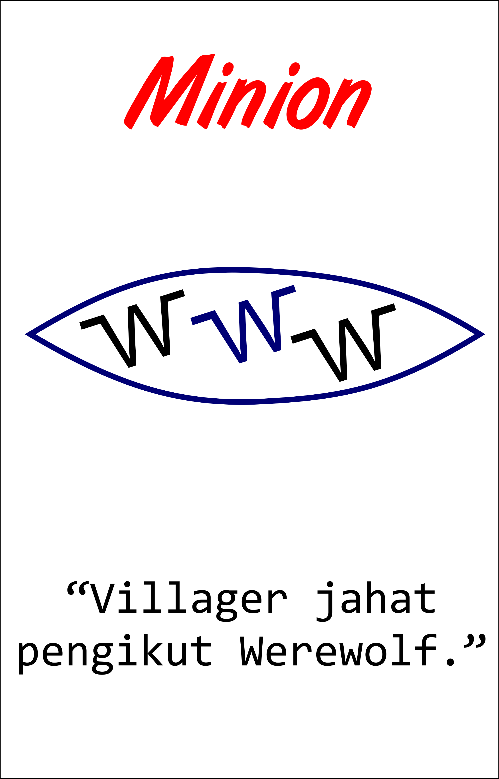 Minion
W W W
“Villager jahat
pengikut Werewolf.”